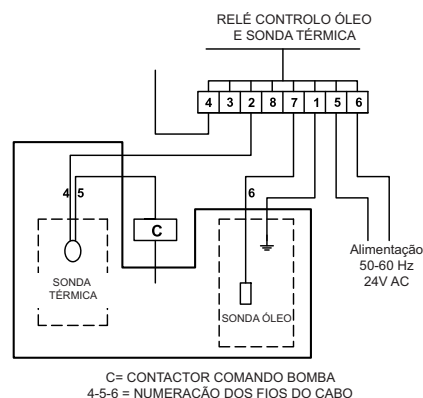 RELÉ CONTROLO ÓLEO
E SONDA TÉRMICA
4 3 2 8 7 1 5 6
4 5
6
C
SONDA
TÉRMICA
SONDA ÓLEO
Alimentação
50-60 Hz
24V AC
C= CONTACTOR COMANDO BOMBA
4-5-6 = NUMERAÇÃO DOS FIOS DO CABO